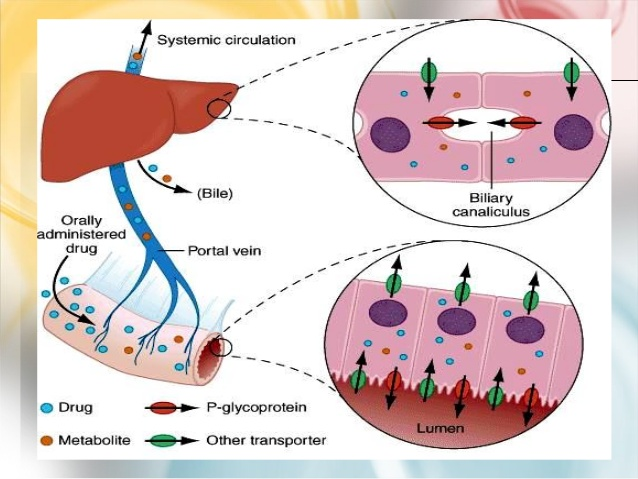 Systemic circulation
(Bile)
Orally
administered
drug
Portal vein
Biliary
canaliculus
Lumen
Drug
P-glycoprotein
Metabolite
Other transporter